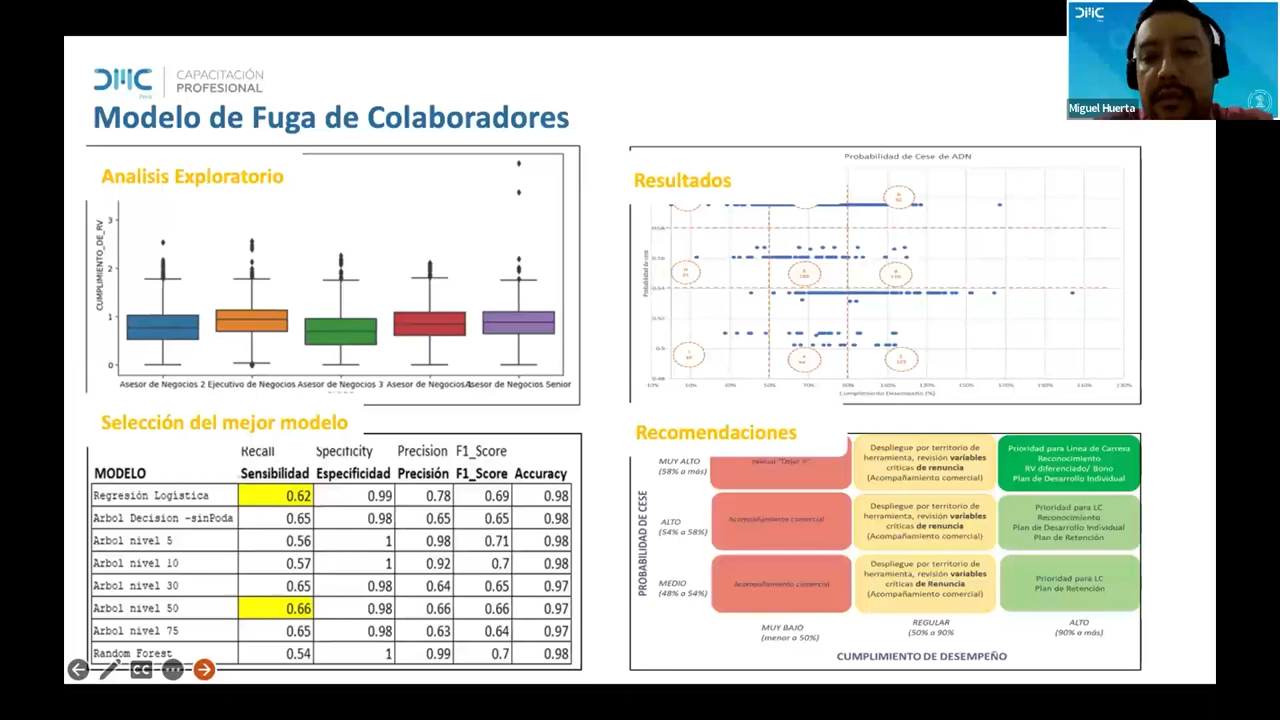 DMC
Perú
CAPACITACIÓN
PROFESIONAL
Modelo de Fuga de Colaboradores
DMC
Miguel Huerta
Analisis Exploratorio
CUMPLIMIENTO_DE_RV
3
2
1
0
Asesor de Negocios 2 Ejecutivo de Negocios Asesor de Negocios 3 Asesor de Negocios Asesor de Negocios Senior
Resultados
Probabilidad de Cese de ADN
Cumplimiento Desempeño (%)
Selección del mejor modelo
Recall Specticity Precision F1_Score
MODELO Sensibilidad Especificidad Precisión F1_Score Accuracy
Regresión Logística 0.62 0.99 0.78 0.69 0.98
Arbol Decision -sinPoda 0.65 0.98 0.65 0.65 0.98
Arbol nivel 5 0.56 1 0.98 0.71 0.98
Arbol nivel 10 0.57 1 0.92 0.7 0.98
Arbol nivel 30 0.65 0.98 0.64 0.65 0.97
Arbol nivel 50 0.66 0.98 0.66 0.66 0.97
Arbol nivel 75 0.65 0.98 0.63 0.64 0.97
Random Forest 0.54 1 0.99 0.7 0.98
CC
Recomendaciones
PROBABILIDAD DE CESE
MUY ALTO
(58% a más)
Despliegue por territorio de
herramienta, revisión variables
críticas de renuncia
(Acompañamiento comercial)
Prioridad para Linea de Carrera
Reconocimiento
RV diferenciado/ Bono
Plan de Desarrollo Individual
ALTO
(54% a 58%)
Acompañamiento comercial
Despliegue por territorio de
herramienta, revisión variables
críticas de renuncia
(Acompañamiento comercial)
Prioridad para LC
Reconocimiento
Plan de Desarrollo Individual
Plan de Retención
MEDIO
(48% a 54%)
Acompañamiento comercial
Despliegue por territorio de
herramienta, revisión variables
críticas de Renuncia
(Acompañamiento comercial)
Prioridad para LC
Plan de Retención
MUY BAJO
(menor a 50%)
REGULAR
(50% a 90%
ALTO
(90% a más)
CUMPLIMIENTO DE DESEMPEÑO